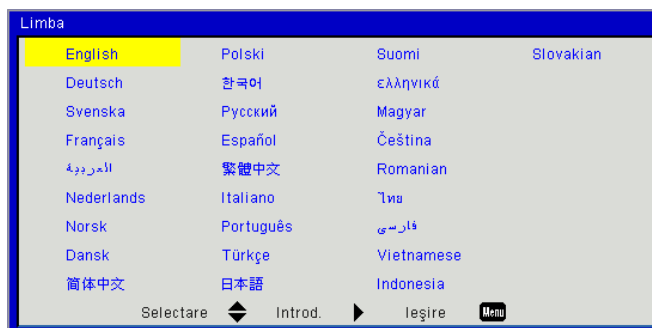 Limba
English Polski Suomi Slovakian
Deutsch 한국어 ελληνικά
Svenska Русский Magyar
Français Español Čeština
العربية 繁體中文 Romanian
Nederlands Italiano ไทย
Norsk Português فارسی
Dansk Türkçe Vietnamese
简体中文 日本語 Indonesia
Selectare Introd. Ieşire Menu